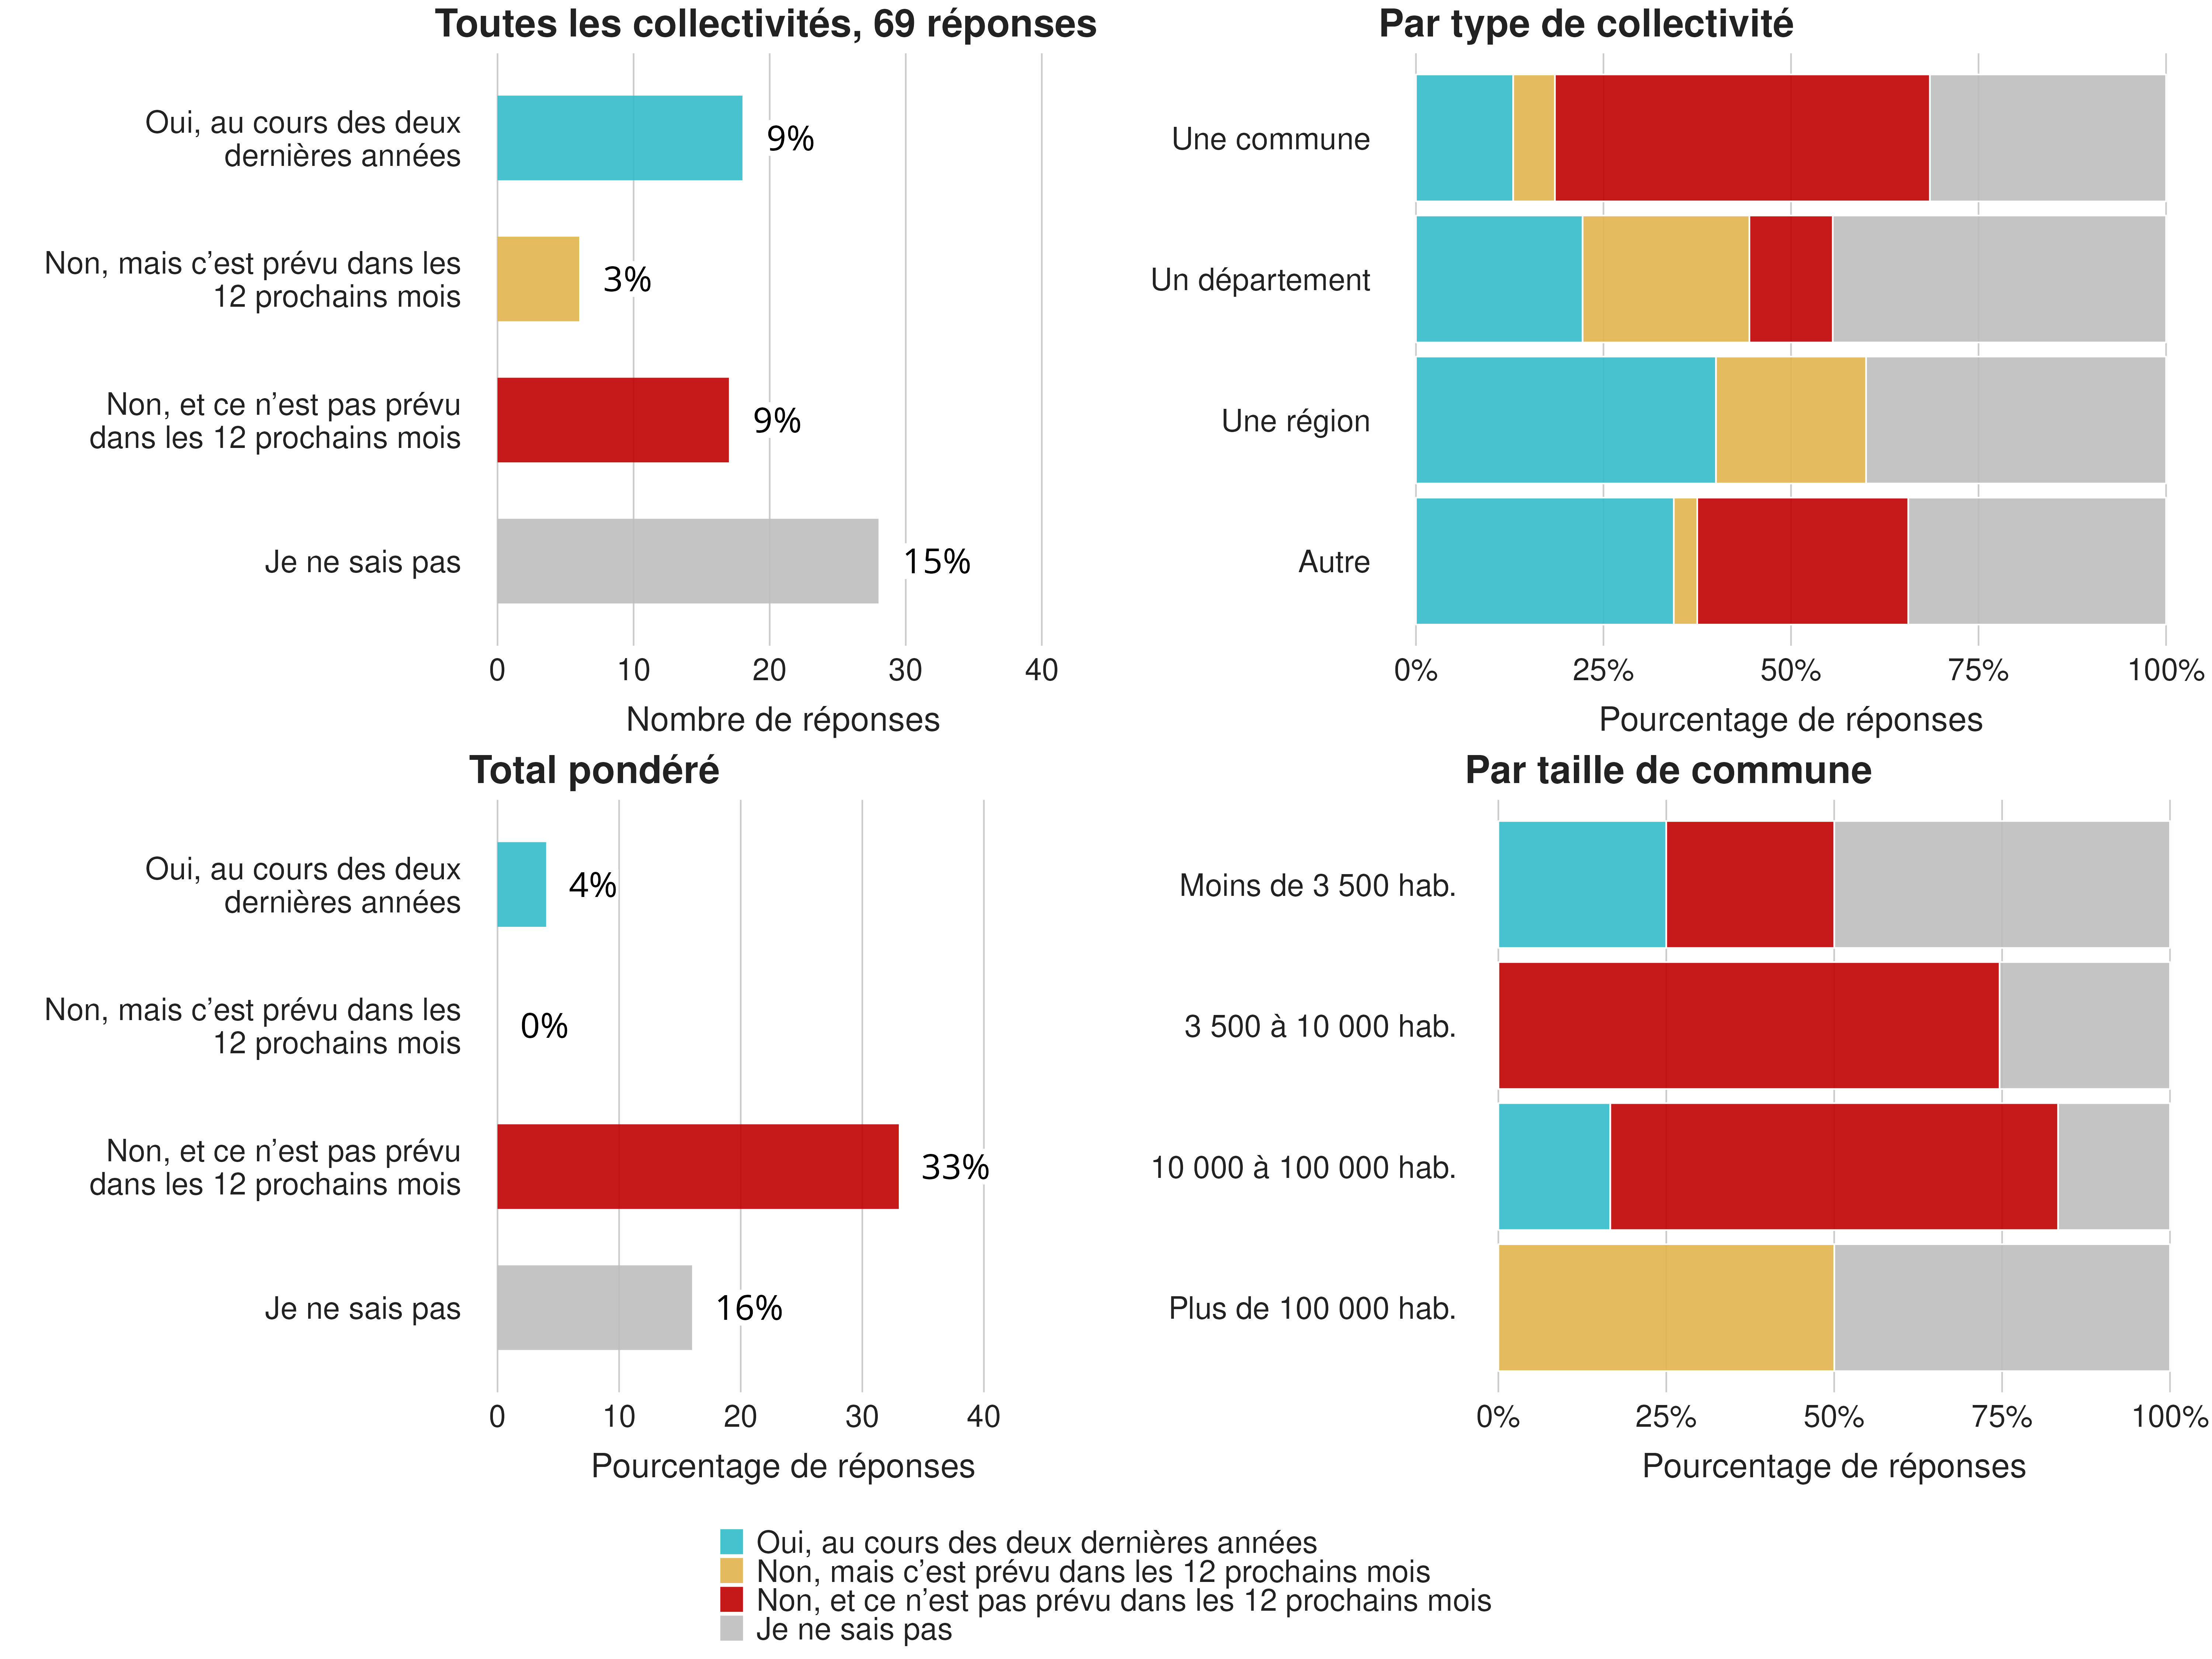 Toutes les collectivités, 69 réponses
Oui, au cours des deux
dernières années
9%
Non, mais c’est prévu dans les
12 prochains mois
3%
Non, et ce n’est pas prévu
dans les 12 prochains mois
9%
Je ne sais pas
15%
0 10 20 30 40
Nombre de réponses
Par type de collectivité
Une commune
Un département
Une région
Autre
0% 25% 50% 75% 100%
Pourcentage de réponses
Total pondéré
Oui, au cours des deux
dernières années
4%
Non, mais c’est prévu dans les
12 prochains mois
0%
Non, et ce n’est pas prévu
dans les 12 prochains mois
33%
Je ne sais pas
16%
0 10 20 30 40
Pourcentage de réponses
Par taille de commune
Moins de 3 500 hab.
3 500 à 10 000 hab.
10 000 à 100 000 hab.
Plus de 100 000 hab.
0% 25% 50% 75% 100%
Pourcentage de réponses
Oui, au cours des deux dernières années
Non, mais c’est prévu dans les 12 prochains mois
Non, et ce n’est pas prévu dans les 12 prochains mois
Je ne sais pas